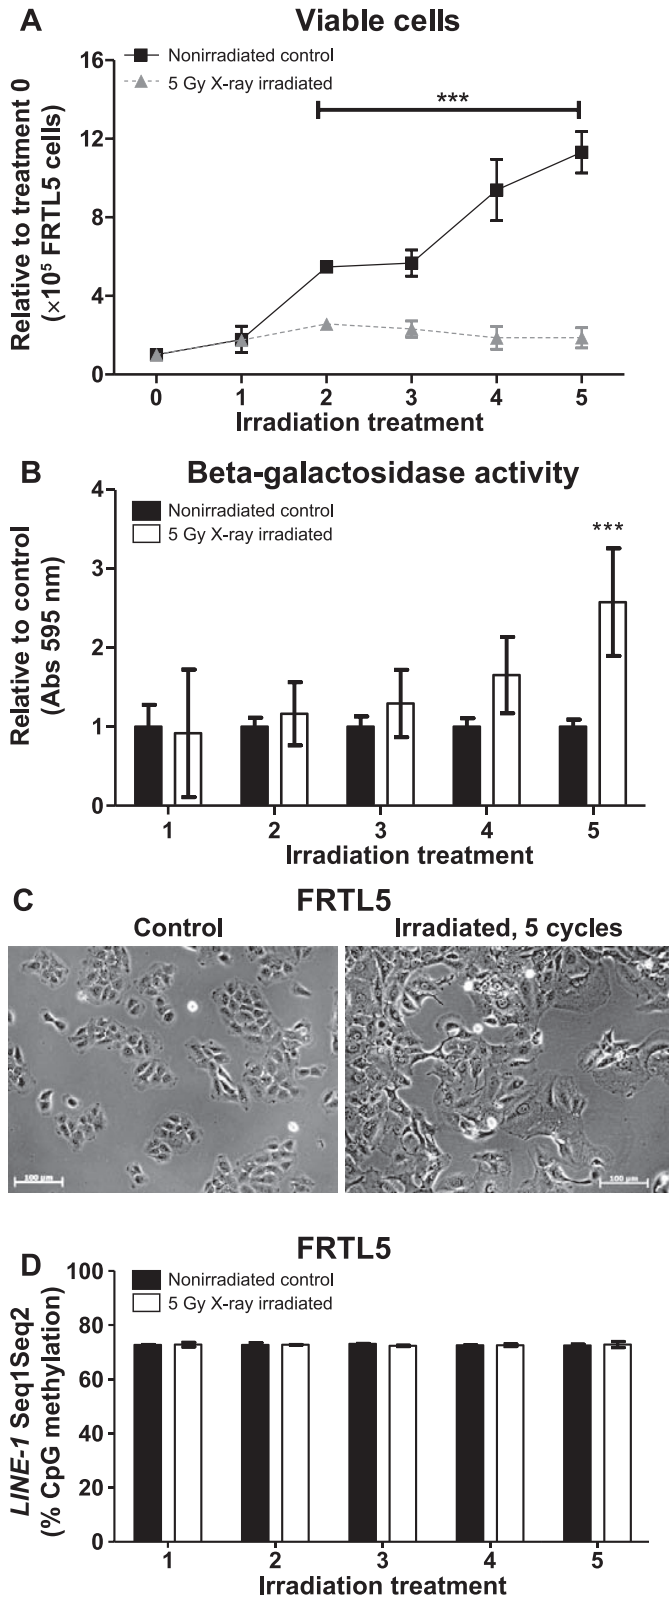 A
Viable cells
Nonirradiated control
5 Gy X-ray irradiated
***
Relative to treatment 0
(×10⁵ FRTL5 cells)
16
12
8
4
0
0 1 2 3 4 5
Irradiation treatment
B
Beta-galactosidase activity
Nonirradiated control
5 Gy X-ray irradiated
***
Relative to control
(Abs 595 nm)
4
3
2
1
0
1 2 3 4 5
Irradiation treatment
C
FRTL5
Control
Irradiated, 5 cycles
100 µm
100 µm
D
FRTL5
Nonirradiated control
5 Gy X-ray irradiated
LINE-1 Seq1Seq2
(% CpG methylation)
100
80
60
40
20
0
1 2 3 4 5
Irradiation treatment